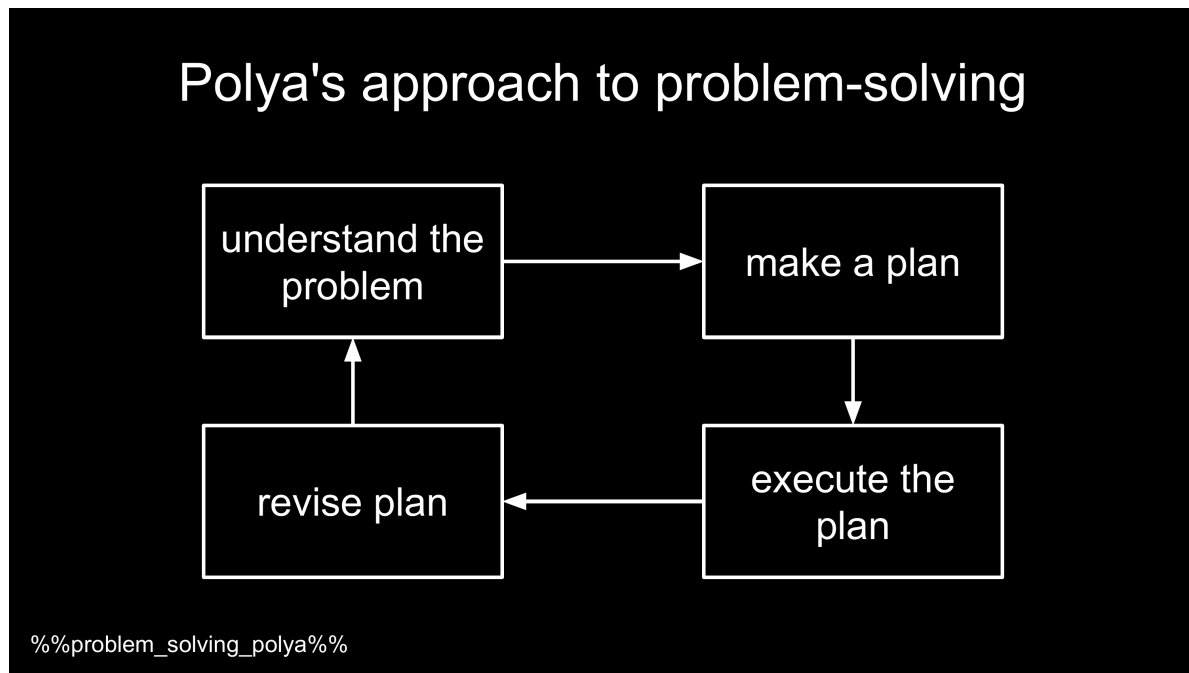 Polya's approach to problem-solving
understand the
problem
make a plan
execute the
plan
revise plan
%%problem_solving_polya%%